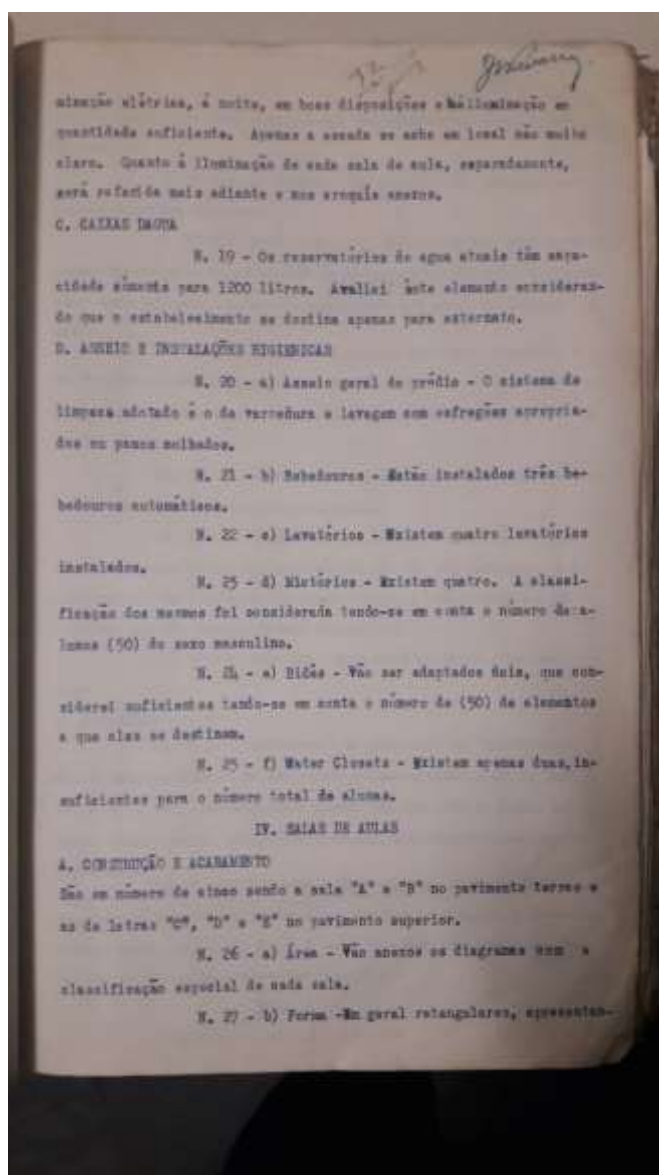 minação elétrica, á noite, em boas disposições e há iluminação em
quantidade suficiente. Apenas a escada se acha em local não muito
claro. Quanto á iluminação de cada sala de aula, separadamente,
será referida mais adiante e nos croquís anexos.
C. CAIXAS DAGUA
N. 19 - Os reservatórios de agua atuais têm capa-
cidade sómente para 1200 litros. Avaliei êste elemento consideran-
do que o estabelecimento se destina apenas para externato.
D. ASSEIO E INSTALAÇÕES HIGIENICAS
N. 20 - a) Asseio geral do prédio - O sistema de
limpeza adotado é o da varredura e lavagem com esfregões apropria-
dos ou panos molhados.
N. 21 - b) Bebedouros - Estão instalados três be-
bedouros automáticos.
N. 22 - c) Lavatórios - Existem quatro lavatórios
instalados.
N. 23 - d) Mictórios - Existem quatro. A classi-
ficação dos mesmos foi considerada tendo-se em conta o número de a-
lunos (50) do sexo masculino.
N. 24 - e) Bidês - Vão ser adaptados dois, que con-
siderei suficientes tendo-se em conta o número de (50) de elementos
a que eles se destinam.
N. 25 - f) Water Closets - Existem apenas duas, in-
suficientes para o número total de alunas.
IV. SALAS DE AULAS
A. CONSTRUÇÃO E ACABAMENTO
São em número de cinco sendo a sala "A" e "B" no pavimento terreo e
as de letras "C", "D" e "E" no pavimento superior.
N. 26 - a) Área - Vão anexos os diagramas com a
classificação especial de cada sala.
N. 27 - b) Forma - Em geral retangulares, apresentan-